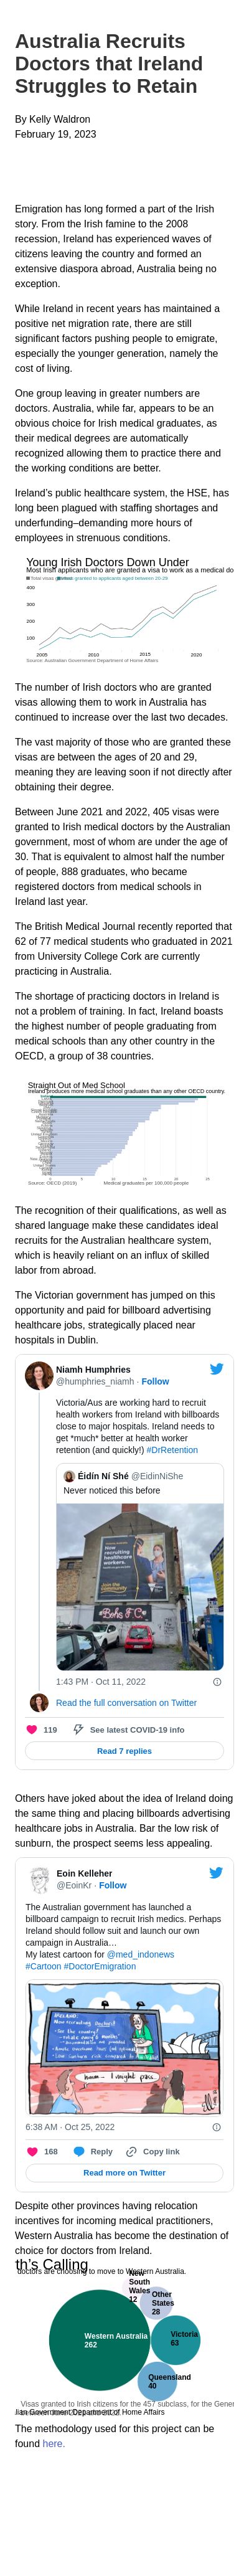 Australia Recruits
Doctors that Ireland
Struggles to Retain
By Kelly Waldron
February 19, 2023
Emigration has long formed a part of the Irish
story. From the Irish famine to the 2008
recession, Ireland has experienced waves of
citizens leaving the country and formed an
extensive diaspora abroad, Australia being no
exception.
While Ireland in recent years has maintained a
positive net migration rate, there are still
significant factors pushing people to emigrate,
especially the younger generation, namely the
cost of living.
One group leaving in greater numbers are
doctors. Australia, while far, appears to be an
obvious choice for Irish medical graduates, as
their medical degrees are automatically
recognized allowing them to practice there and
the working conditions are better.
Ireland's public healthcare system, the HSE, has
long been plagued with staffing shortages and
underfunding–demanding more hours of
employees in strenuous conditions.
Young Irish Doctors Down Under
Most Irish applicants who are granted a visa to work as a medical do
Total visas granted to applicants aged between 20-29
400
300
200
100
2005
2010
2015
2020
Source: Australian Government Department of Home Affairs
The number of Irish doctors who are granted
visas allowing them to work in Australia has
continued to increase over the last two decades.
The vast majority of those who are granted these
visas are between the ages of 20 and 29,
meaning they are leaving soon if not directly after
obtaining their degree.
Between June 2021 and 2022, 405 visas were
granted to Irish medical doctors by the Australian
government, most of whom are under the age of
30. That is equivalent to almost half the number
of people, 888 graduates, who became
registered doctors from medical schools in
Ireland last year.
The British Medical Journal recently reported that
62 of 77 medical students who graduated in 2021
from University College Cork are currently
practicing in Australia.
The shortage of practicing doctors in Ireland is
not a problem of training. In fact, Ireland boasts
the highest number of people graduating from
medical schools than any other country in the
OECD, a group of 38 countries.
Straight Out of Med School
Ireland produces more medical school graduates than any other OECD country.
0 5 10 15 20 25
Source: OECD (2019) Medical graduates per 100,000 people
The recognition of their qualifications, as well as
shared language make these candidates ideal
recruits for the Australian healthcare system,
which is heavily reliant on an influx of skilled
labor from abroad.
The Victorian government has jumped on this
opportunity and paid for billboard advertising
healthcare jobs, strategically placed near
hospitals in Dublin.
Niamh Humphries
@humphries_niamh · Follow
Victoria/Aus are working hard to recruit
health workers from Ireland with billboards
close to major hospitals. Ireland needs to
get *much* better at health worker
retention (and quickly!) #DrRetention
Éidín Ní Shé @EidinNiShe
Never noticed this before
Now
recruiting
healthcare
workers.
Join the
community
Bohs F C
1:43 PM · Oct 11, 2022
Read the full conversation on Twitter
119 See latest COVID-19 info
Read 7 replies
Others have joked about the idea of Ireland doing
the same thing and placing billboards advertising
healthcare jobs in Australia. Bar the low risk of
sunburn, the prospect seems less appealing.
Eoin Kelleher
@EoinKr · Follow
The Australian government has launched a
billboard campaign to recruit Irish medics. Perhaps
Ireland should follow suit and launch our own
campaign in Australia…
My latest cartoon for @med_indonews
#Cartoon #DoctorEmigration
6:38 AM · Oct 25, 2022
168 Reply Copy link
Read more on Twitter
Despite other provinces having relocation
incentives for incoming medical practitioners,
Western Australia has become the destination of
choice for doctors from Ireland.
th's Calling
doctors are choosing to move to Western Australia.
New
South
Wales
12
Other
States
28
Western Australia
262
Victoria
63
Queensland
40
Visas granted to Irish citizens for the 457 subclass, for the Gener
lian Government Department of Home Affairs
The methodology used for this project can be
found here.